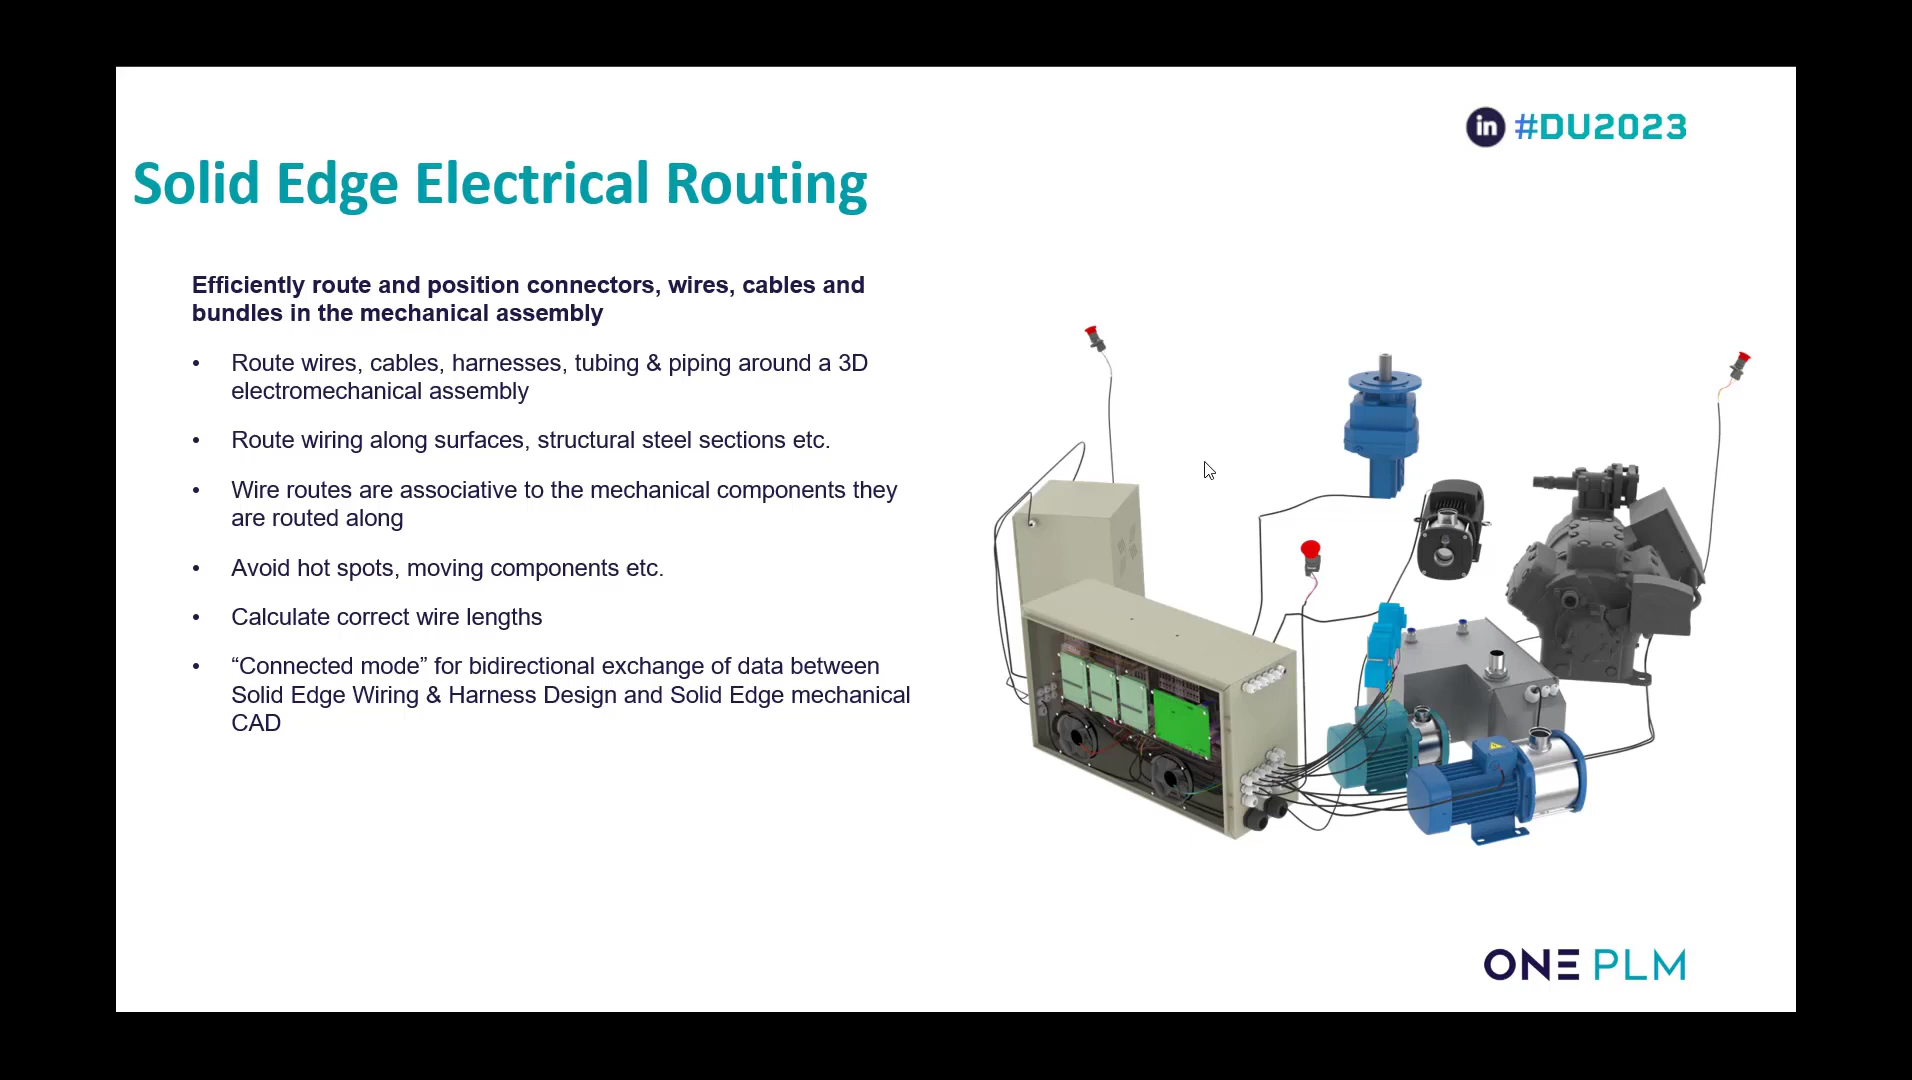 in #DU2023
Solid Edge Electrical Routing
Efficiently route and position connectors, wires, cables and
bundles in the mechanical assembly
• Route wires, cables, harnesses, tubing & piping around a 3D
electromechanical assembly
• Route wiring along surfaces, structural steel sections etc.
• Wire routes are associative to the mechanical components they
are routed along
• Avoid hot spots, moving components etc.
• Calculate correct wire lengths
• “Connected mode” for bidirectional exchange of data between
Solid Edge Wiring & Harness Design and Solid Edge mechanical
CAD
ONE PLM